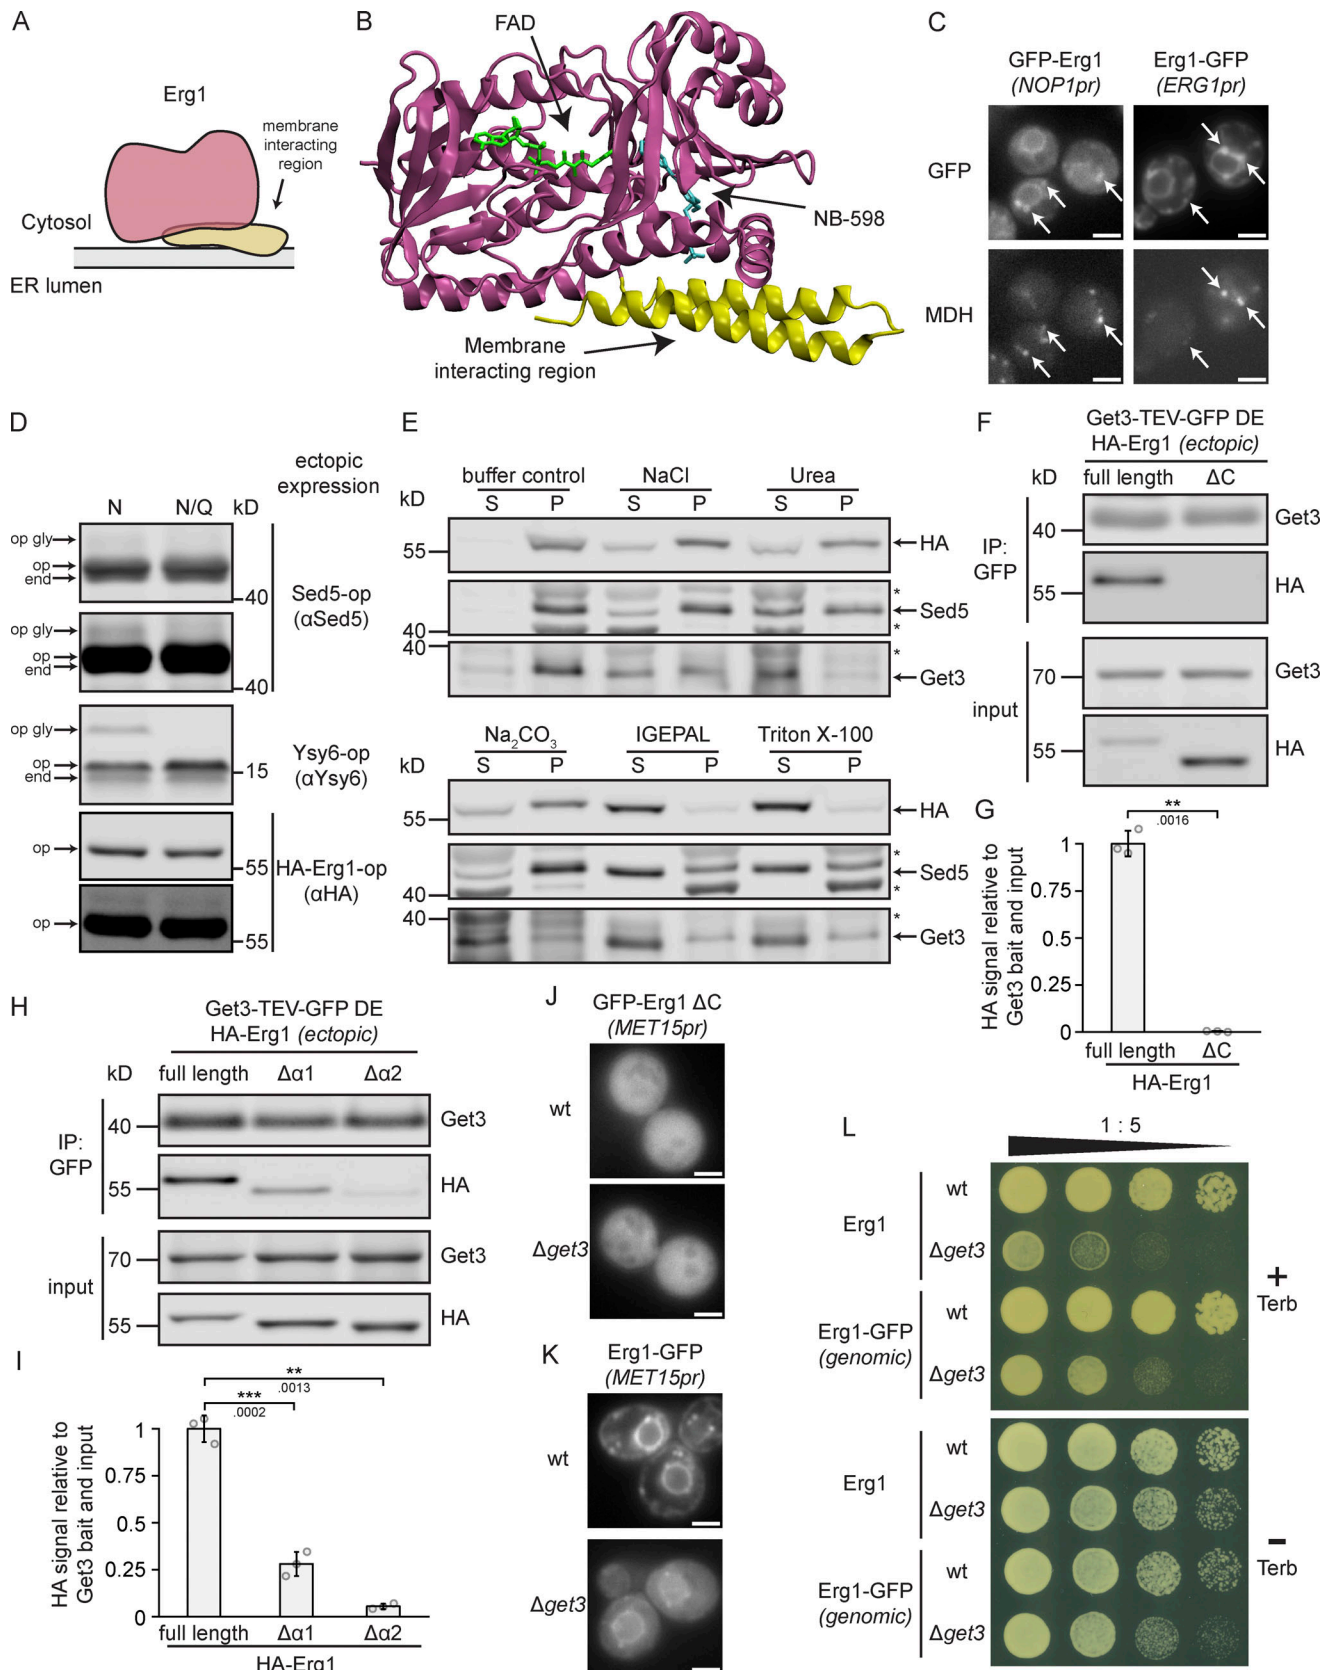 A
Erg1
membrane
interacting
region
Cytosol
ER lumen
B
FAD
NB-598
Membrane
interacting region
C
GFP-Erg1
(NOP1pr)
Erg1-GFP
(ERG1pr)
GFP
MDH
D
ectopic
expression
N N/Q kD
op gly
op
end
40
Sed5-op
(αSed5)
op gly
op
end
40
op gly
op
end
15
Ysy6-op
(αYsy6)
op
55
HA-Erg1-op
(αHA)
op
55
E
buffer control NaCl Urea
kD S P S P S P
55 HA
* Sed5 *
40
40 * Get3
Na2CO3 IGEPAL Triton X-100
kD S P S P S P
55 HA
* Sed5 *
40
40 * Get3
F
Get3-TEV-GFP DE
HA-Erg1 (ectopic)
kD full length ΔC
IP:
GFP
40 Get3
55 HA
input
70 Get3
55 HA
G
**
.0016
HA signal relative to
Get3 bait and input
1
0.75
0.5
0.25
0
full length ΔC
HA-Erg1
H
Get3-TEV-GFP DE
HA-Erg1 (ectopic)
kD full length Δα1 Δα2
IP:
GFP
40 Get3
55 HA
input
70 Get3
55 HA
I
**
.0013
***
.0002
HA signal relative to
Get3 bait and input
1
0.75
0.5
0.25
0
full length Δα1 Δα2
HA-Erg1
J
GFP-Erg1 ΔC
(MET15pr)
wt
Δget3
K
Erg1-GFP
(MET15pr)
wt
Δget3
L
1 : 5
Erg1
wt
Δget3
Erg1-GFP
(genomic)
wt
Δget3
+
Terb
Erg1
wt
Δget3
Erg1-GFP
(genomic)
wt
Δget3
−
Terb